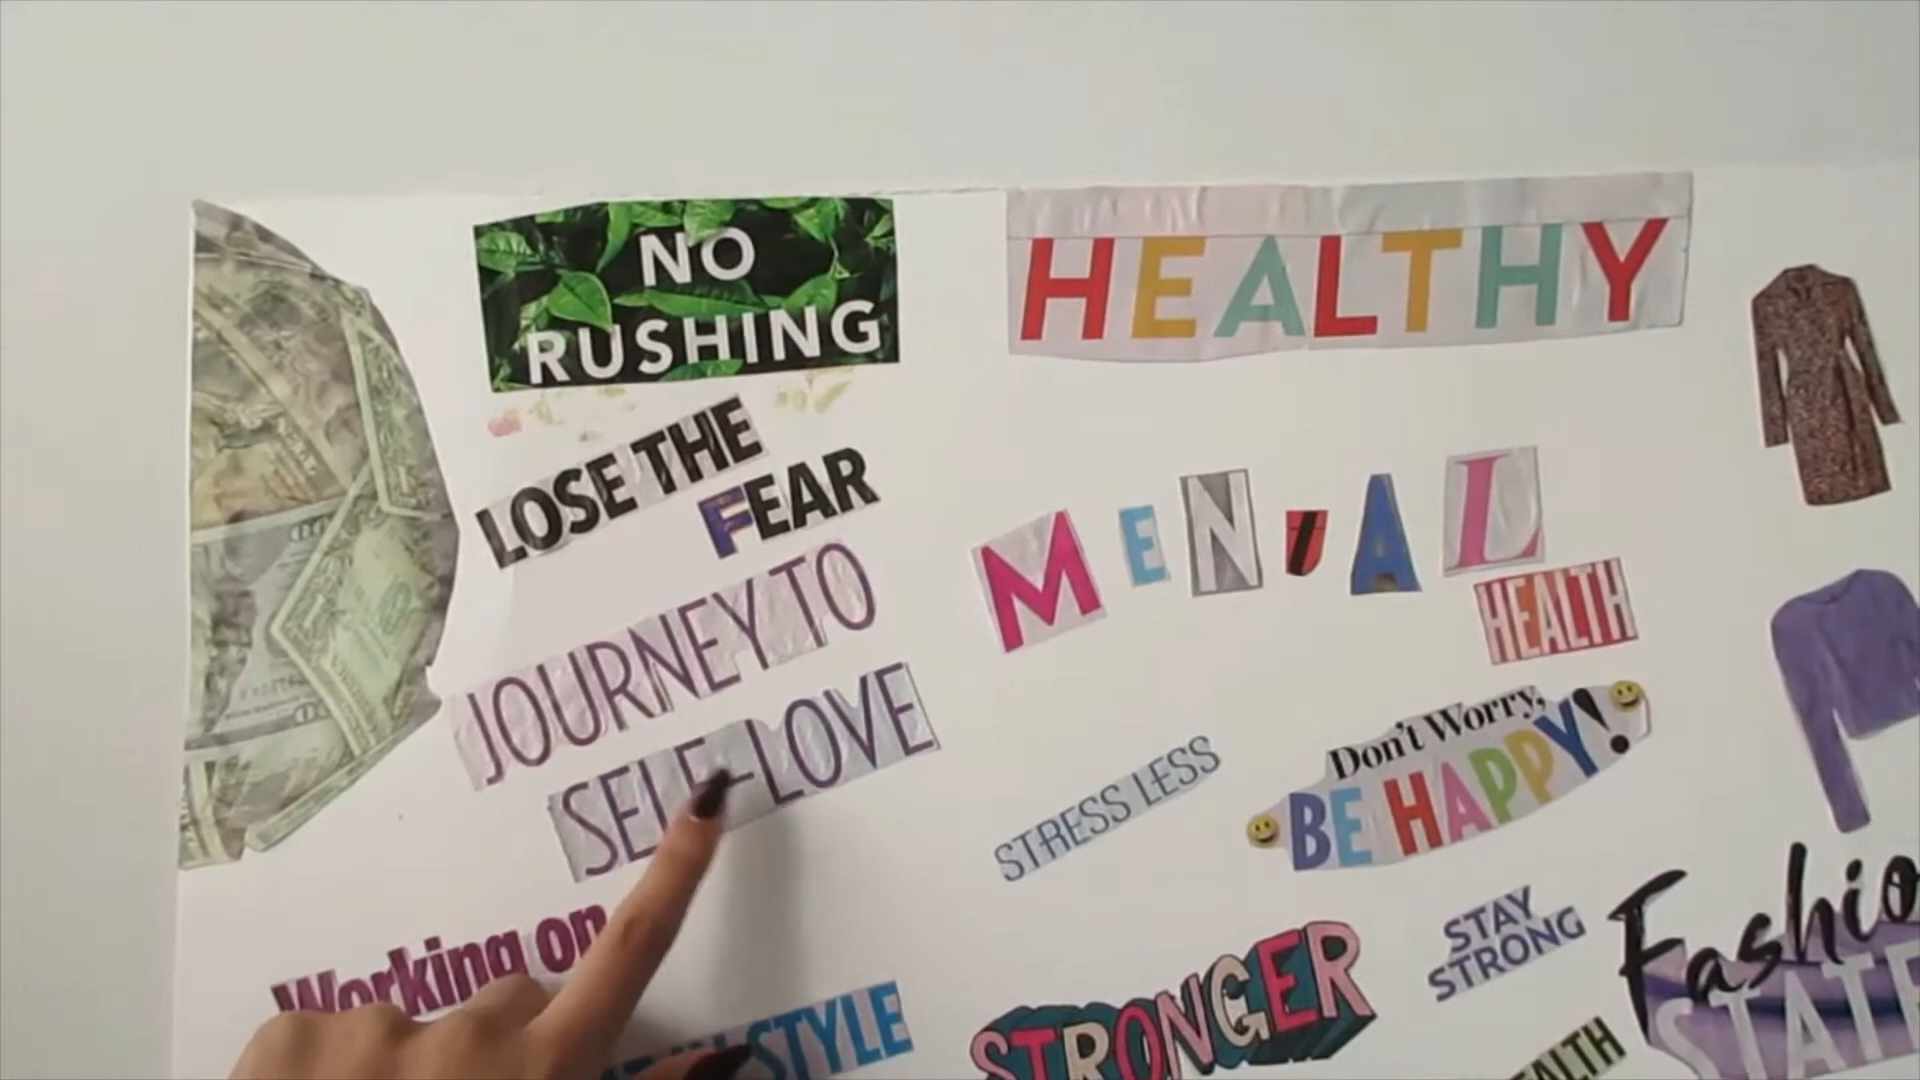 NO
RUSHING
HEALTHY
LOSE THE
FEAR
JOURNEY TO
SELF-LOVE
MENtAL
HEALTH
STRESS LESS
Don't Worry,
BE HAPPY!
Working on
STYLE
STRONGER
STAY
STRONG